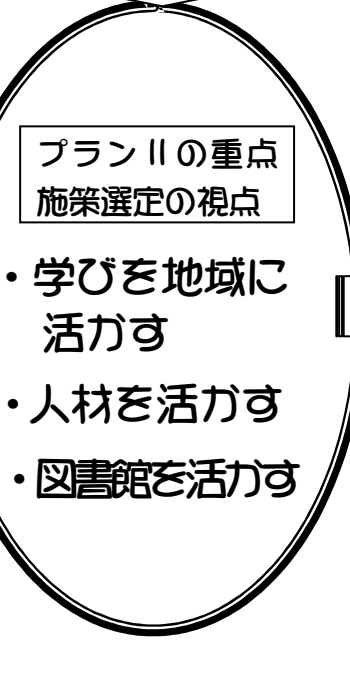 プランⅡの重点
施策選定の視点
・学びを地域に
活かす
・人材を活かす
・図書館を活かす